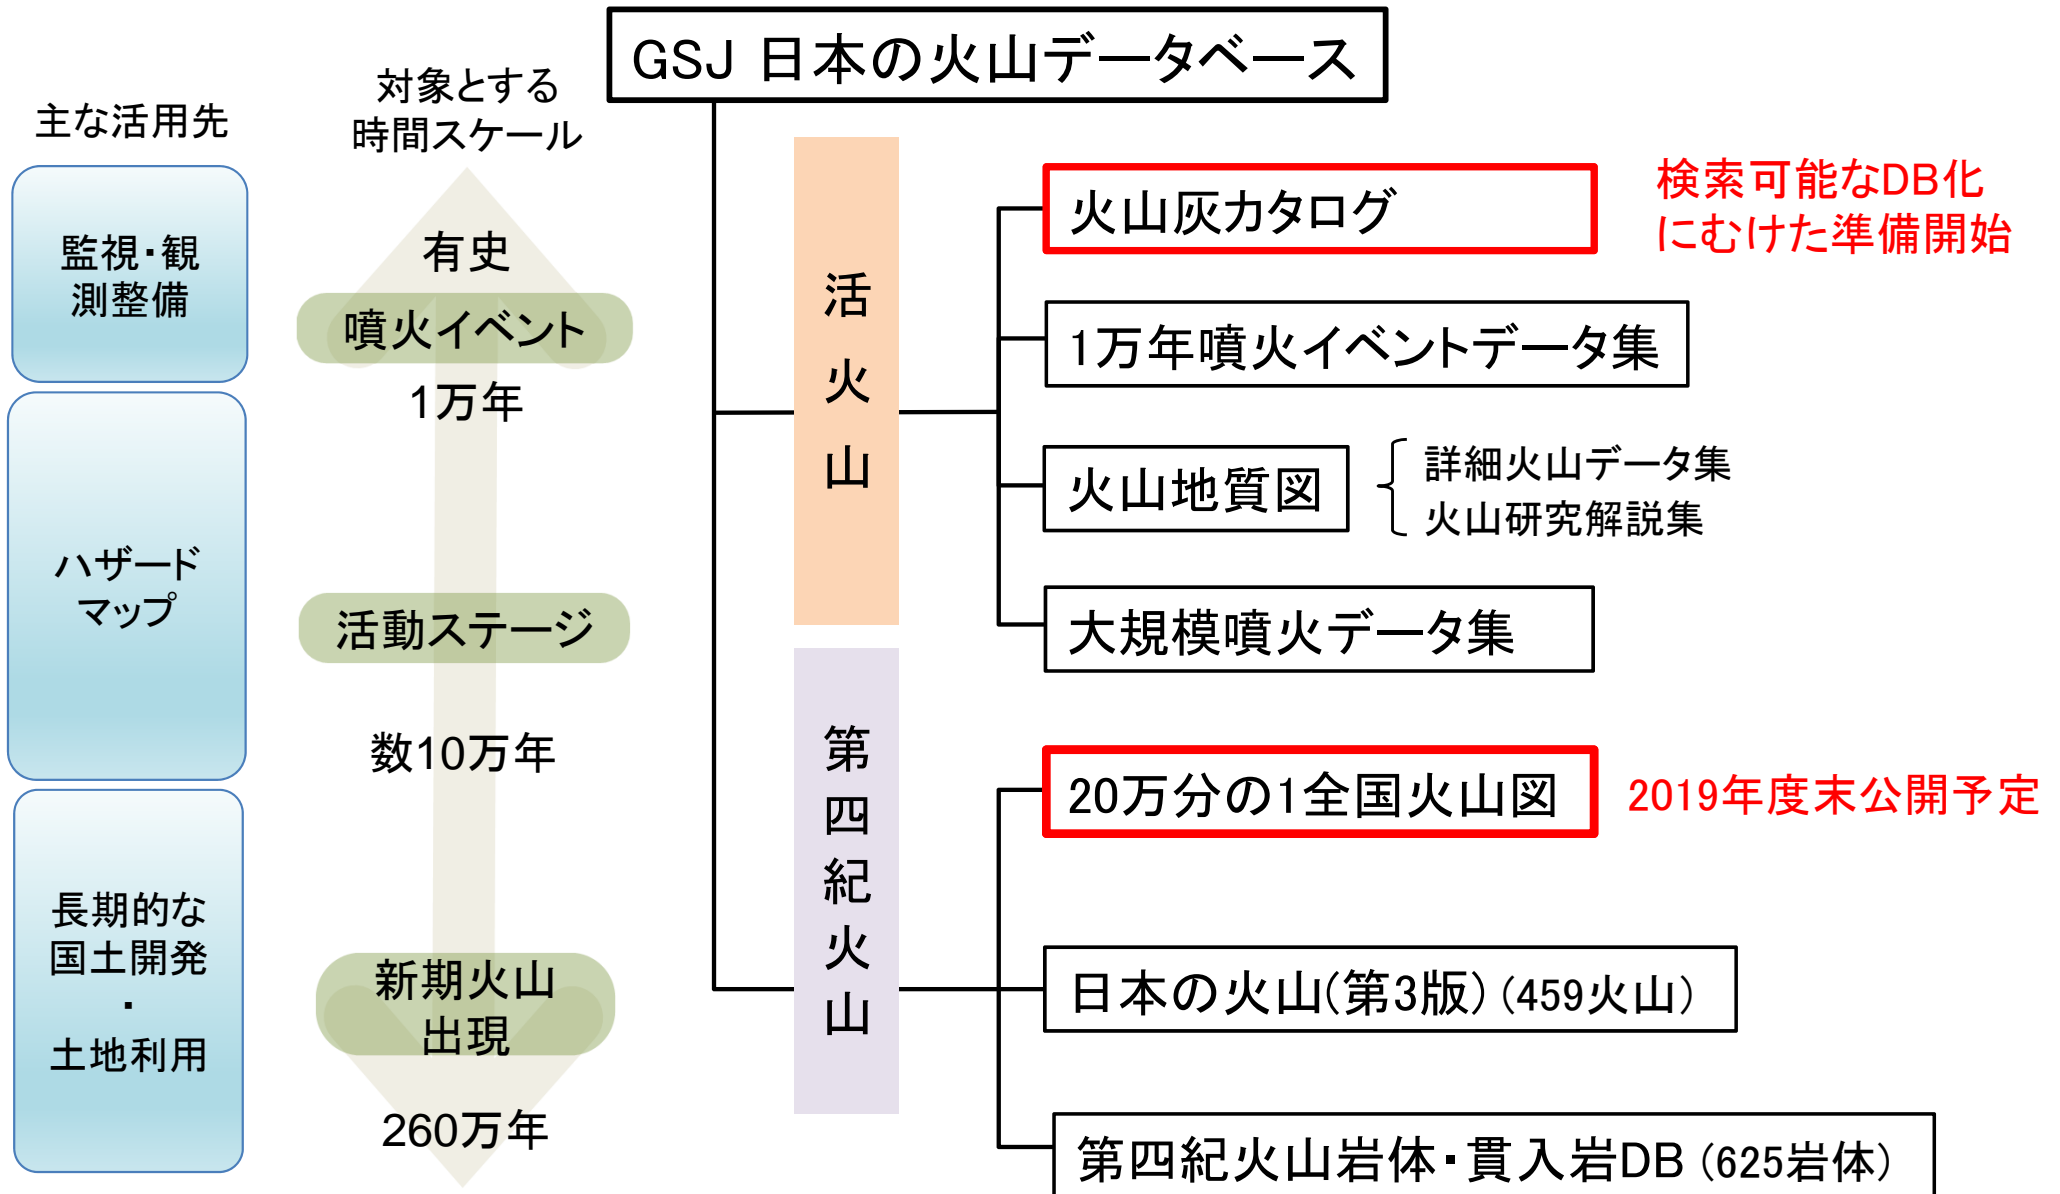 GSJ 日本の火山データベース
主な活用先
対象とする
時間スケール
監視・観
測整備
ハザード
マップ
長期的な
国土開発
・
土地利用
有史
噴火イベント
1万年
活動ステージ
数10万年
新期火山
出現
260万年
活火山
火山灰カタログ
検索可能なDB化
にむけた準備開始
1万年噴火イベントデータ集
火山地質図
詳細火山データ集
火山研究解説集
大規模噴火データ集
第四紀火山
20万分の1全国火山図
2019年度末公開予定
日本の火山(第3版)(459火山)
第四紀火山岩体・貫入岩DB(625岩体)